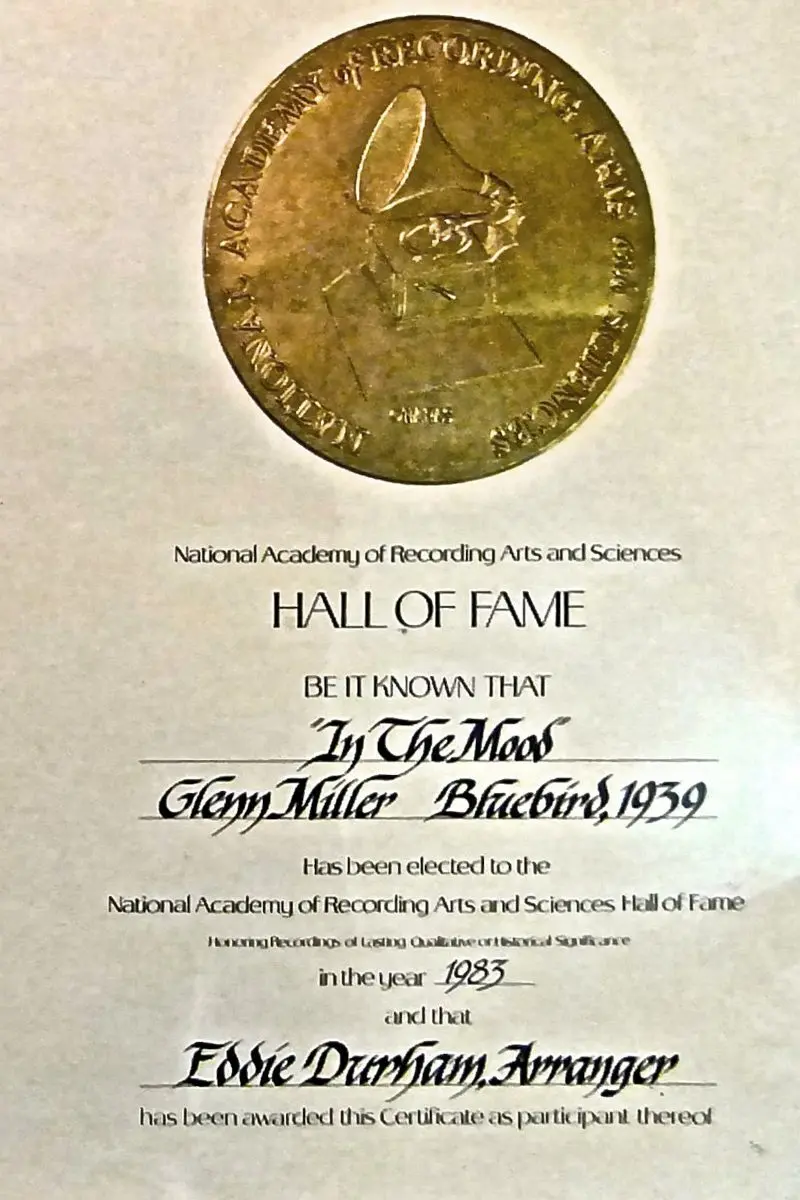 NATIONAL ACADEMY of RECORDING ARTS and SCIENCES
National Academy of Recording Arts and Sciences
HALL OF FAME
BE IT KNOWN THAT
"In The Mood"
Glenn Miller Bluebird, 1939
Has been elected to the
National Academy of Recording Arts and Sciences Hall of Fame
Honoring Recordings of Lasting Qualitative or Historical Significance
in the year 1983
and that
Eddie Durham, Arranger
has been awarded this Certificate as participant thereof